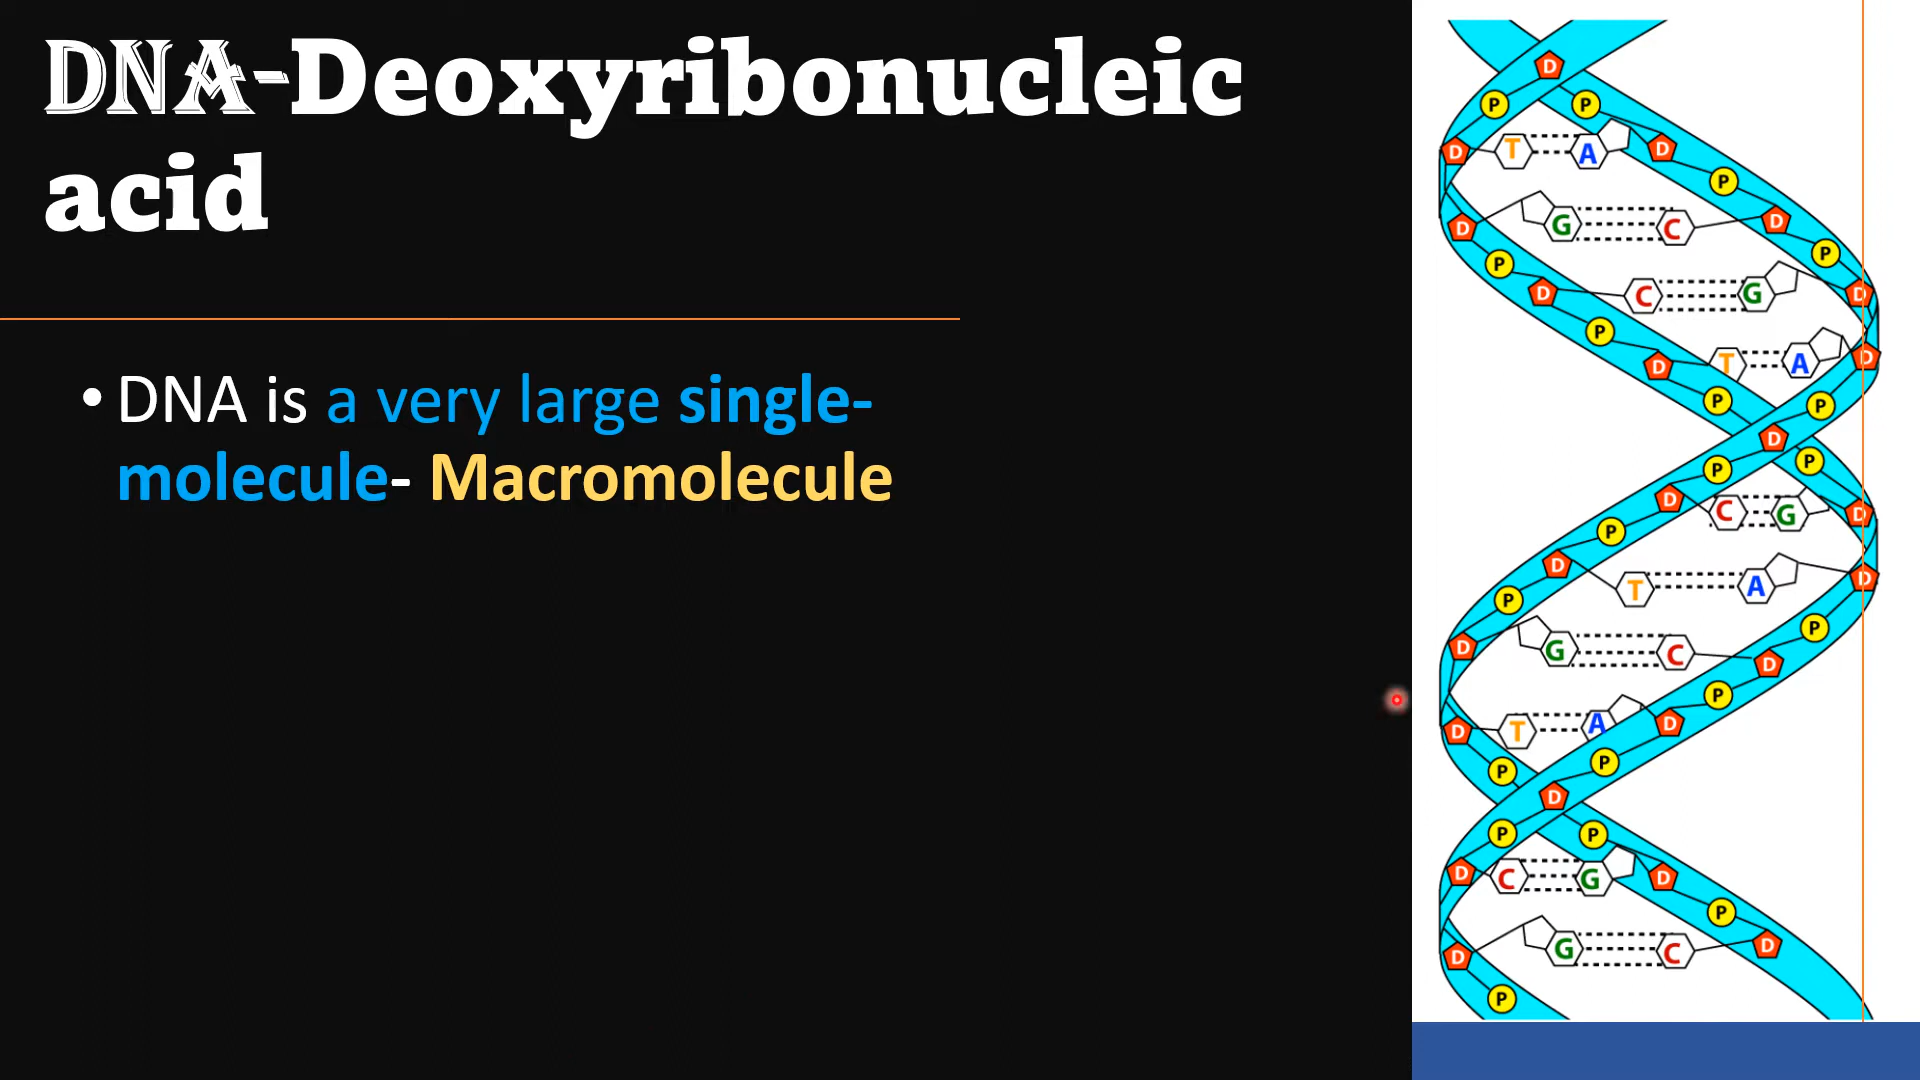 DNA-Deoxyribonucleic
acid
• DNA is a very large single-
molecule- Macromolecule
D
P P
D T A D
P
G C D
D P
P
D C G D
P
D T A D
P P
D
P P
D C G D
P
D T A D
P P
D G C D
P
D T A D
P P
D
P P
D C G D
P
D G C D
P